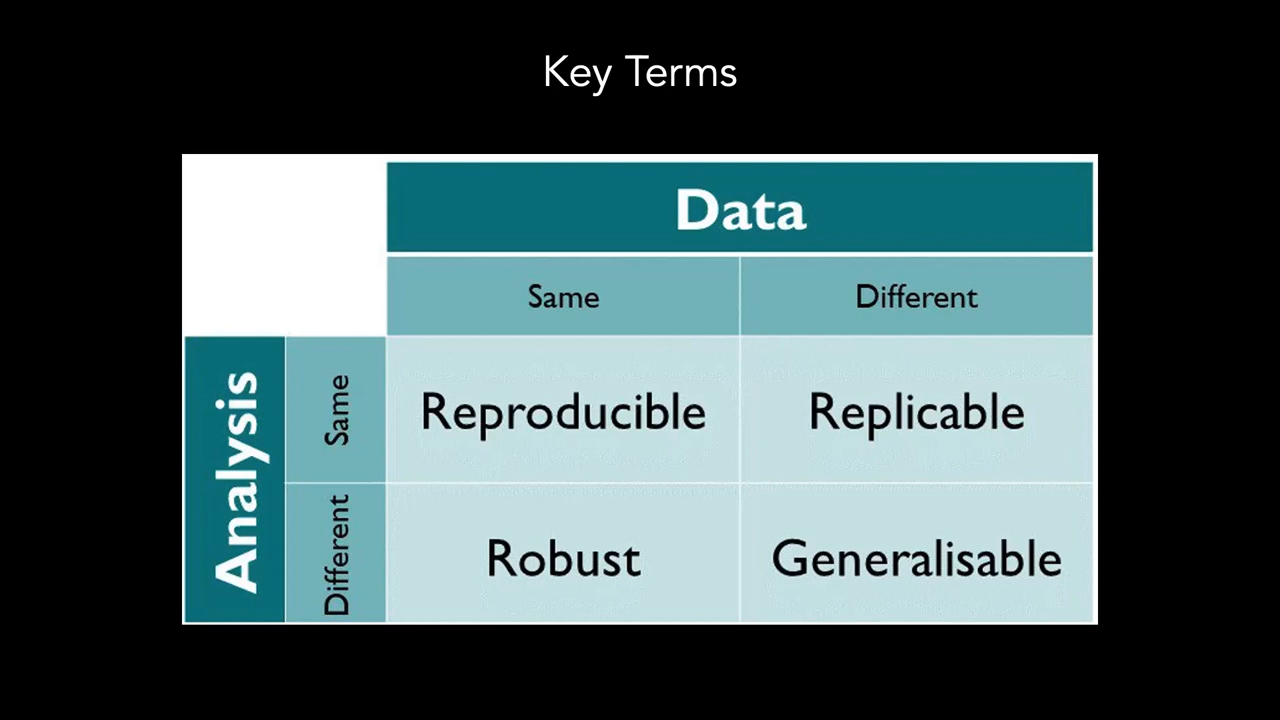 Key Terms
Data
Same
Different
Analysis
Same
Reproducible
Replicable
Different
Robust
Generalisable